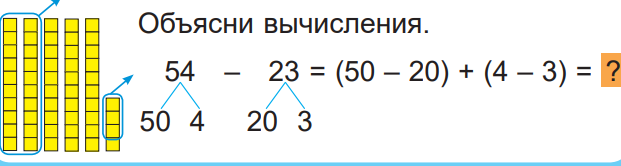 Объясни вычисления.
54 – 23 = (50 – 20) + (4 – 3) = ?
50 4 20 3